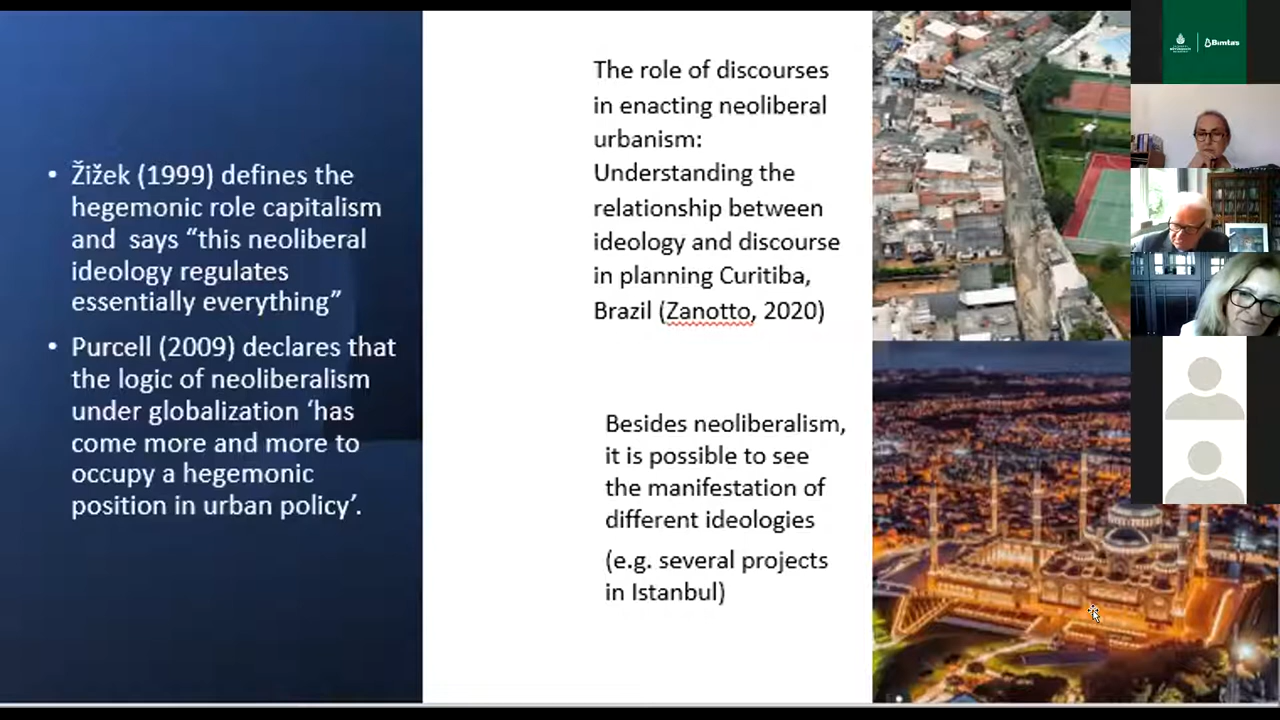 • Žižek (1999) defines the
hegemonic role capitalism
and says “this neoliberal
ideology regulates
essentially everything”
• Purcell (2009) declares that
the logic of neoliberalism
under globalization ‘has
come more and more to
occupy a hegemonic
position in urban policy’.
The role of discourses
in enacting neoliberal
urbanism:
Understanding the
relationship between
ideology and discourse
in planning Curitiba,
Brazil (Zanotto, 2020)
Besides neoliberalism,
it is possible to see
the manifestation of
different ideologies
(e.g. several projects
in Istanbul)
Bimtaş